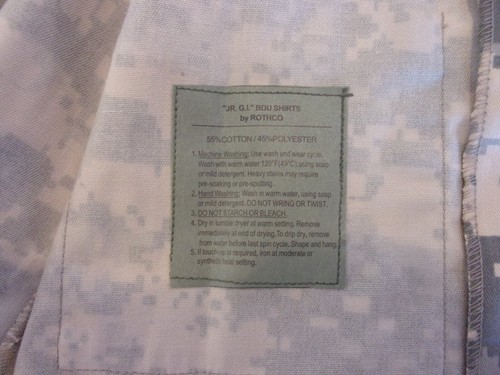 "JR. G.I." BDU SHIRTS
by ROTHCO
55%COTTON / 45%POLYESTER
1. Machine Washing: Use wash and wear cycle.
Wash with warm water 120°F(49°C),using soap
or mild detergent. Heavy stains may require
pre-soaking or pre-spotting.
2. Hand Washing: Wash in warm water, using soap
or mild detergent. DO NOT WRING OR TWIST.
3. DO NOT STARCH OR BLEACH.
4. Dry in tumble dryer at warm setting. Remove
immediately at end of drying.To drip dry, remove
from water before last spin cycle. Shape and hang.
5. If touch-up is required, iron at moderate or
synthetic heat setting.